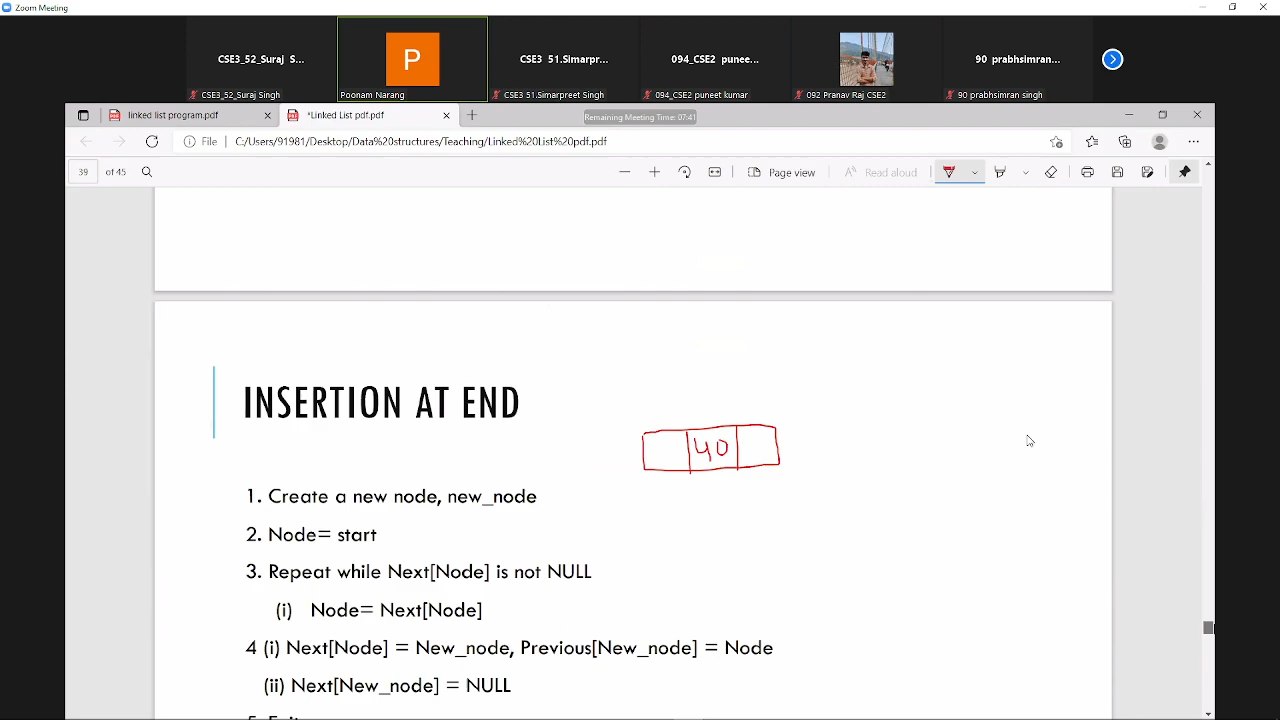 Zoom Meeting
CSE3_52_Suraj S...
P
CSE3 51.Simarpr...
094_CSE2 punee...
90 prabhsimran...
CSE3_52_Suraj Singh
Poonam Narang
CSE3 51.Simarpreet Singh
094_CSE2 puneet kumar
092 Pranav Raj CSE2
90 prabhsimran singh
linked list program.pdf
*Linked List pdf.pdf
Remaining Meeting Time: 07:41
File
C:/Users/91981/Desktop/Data%20structures/Teaching/Linked%20List%20pdf.pdf
39 of 45
Page view
Read aloud
INSERTION AT END
40
1. Create a new node, new_node
2. Node= start
3. Repeat while Next[Node] is not NULL
(i) Node= Next[Node]
4 (i) Next[Node] = New_node, Previous[New_node] = Node
(ii) Next[New_node] = NULL